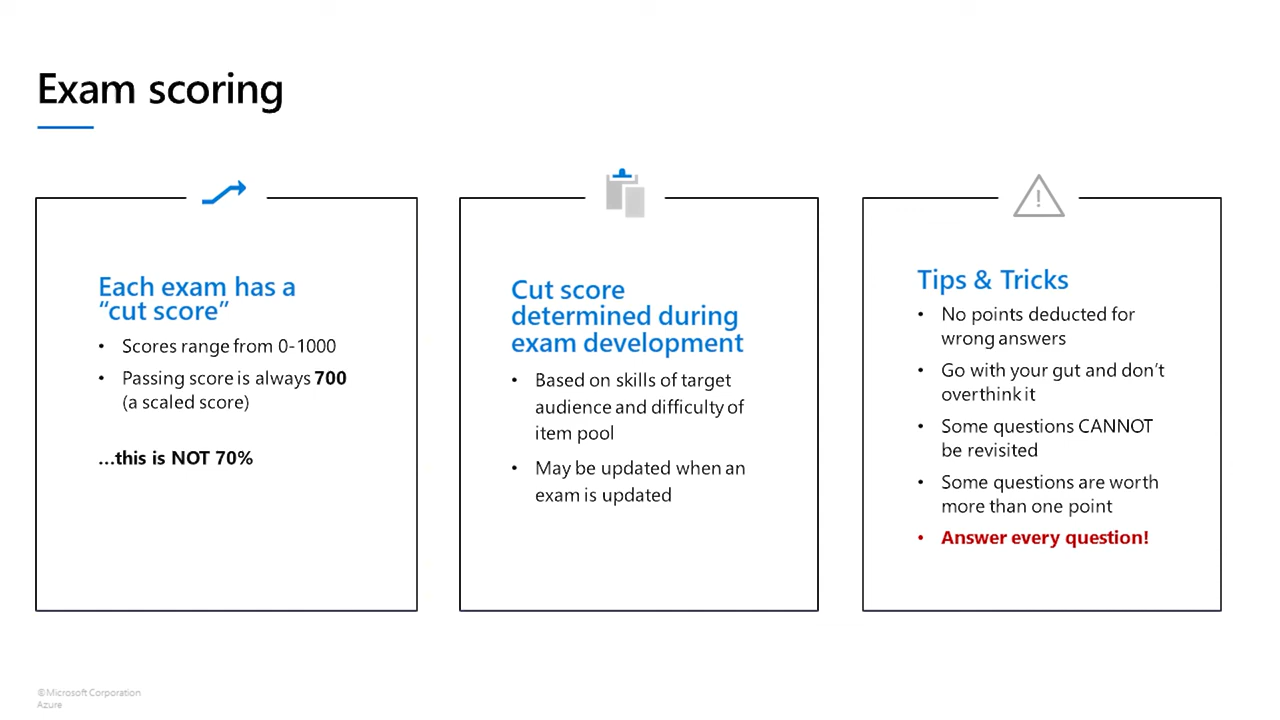 Exam scoring
Each exam has a
“cut score”
• Scores range from 0-1000
• Passing score is always 700
(a scaled score)
...this is NOT 70%
Cut score
determined during
exam development
• Based on skills of target
audience and difficulty of
item pool
• May be updated when an
exam is updated
Tips & Tricks
• No points deducted for
wrong answers
• Go with your gut and don’t
overthink it
• Some questions CANNOT
be revisited
• Some questions are worth
more than one point
• Answer every question!
©Microsoft Corporation
Azure